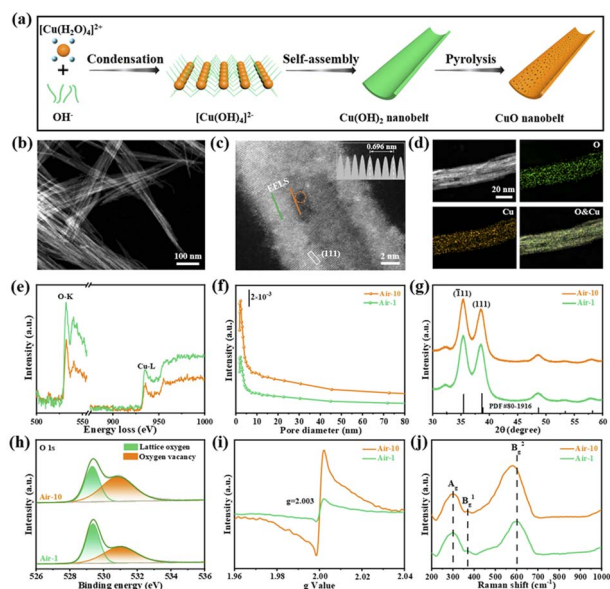 (a)
[Cu(H₂O)₄]²⁺
+
OH⁻
Condensation
[Cu(OH)₄]²⁻
Self-assembly
Cu(OH)₂ nanobelt
Pyrolysis
CuO nanobelt
(b)
100 nm
(c)
0.696 nm
EELS
(111)
2 nm
(d)
20 nm
O
Cu
O&Cu
(e)
Intensity (a.u.)
O-K
Cu-L
500 550 900 950 1000
Energy loss (eV)
(f)
Intensity (a.u.)
2·10⁻³
Air-10
Air-1
0 10 20 30 40 50 60 70 80
Pore diameter (nm)
(g)
Intensity (a.u.)
(1̅11)
(111)
Air-10
Air-1
PDF #80-1916
30 35 40 45 50 55 60
2θ (degree)
(h)
Intensity (a.u.)
O 1s
Lattice oxygen
Oxygen vacancy
Air-10
Air-1
526 528 530 532 534 536
Binding energy (eV)
(i)
Intensity (a.u.)
Air-10
Air-1
g=2.003
1.96 1.98 2.00 2.02 2.04
g Value
(j)
Intensity (a.u.)
Air-10
Air-1
A_g
B_g¹
B_g²
200 300 400 500 600 700 800 900 1000
Raman shift (cm⁻¹)